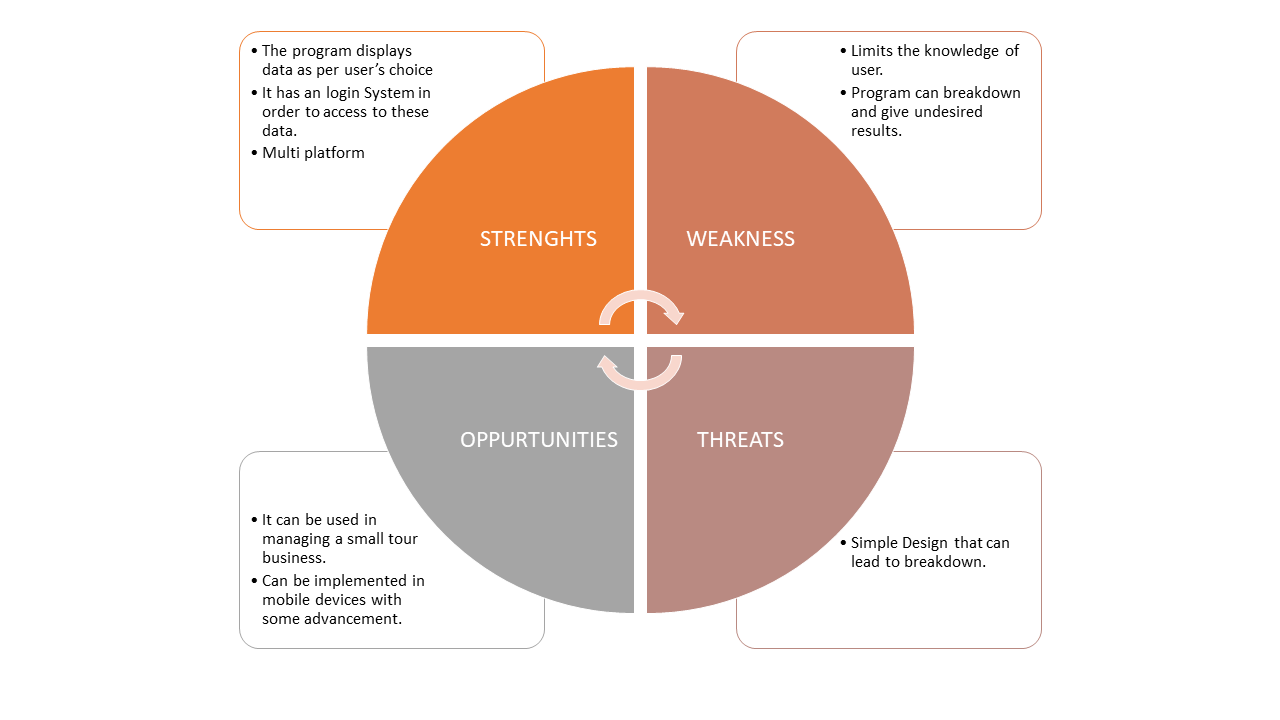 • The program displays
data as per user’s choice
• It has an login System in
order to access to these
data.
• Multi platform
• Limits the knowledge of
user.
• Program can breakdown
and give undesired
results.
STRENGHTS
WEAKNESS
OPPURTUNITIES
THREATS
• It can be used in
managing a small tour
business.
• Can be implemented in
mobile devices with
some advancement.
• Simple Design that can
lead to breakdown.